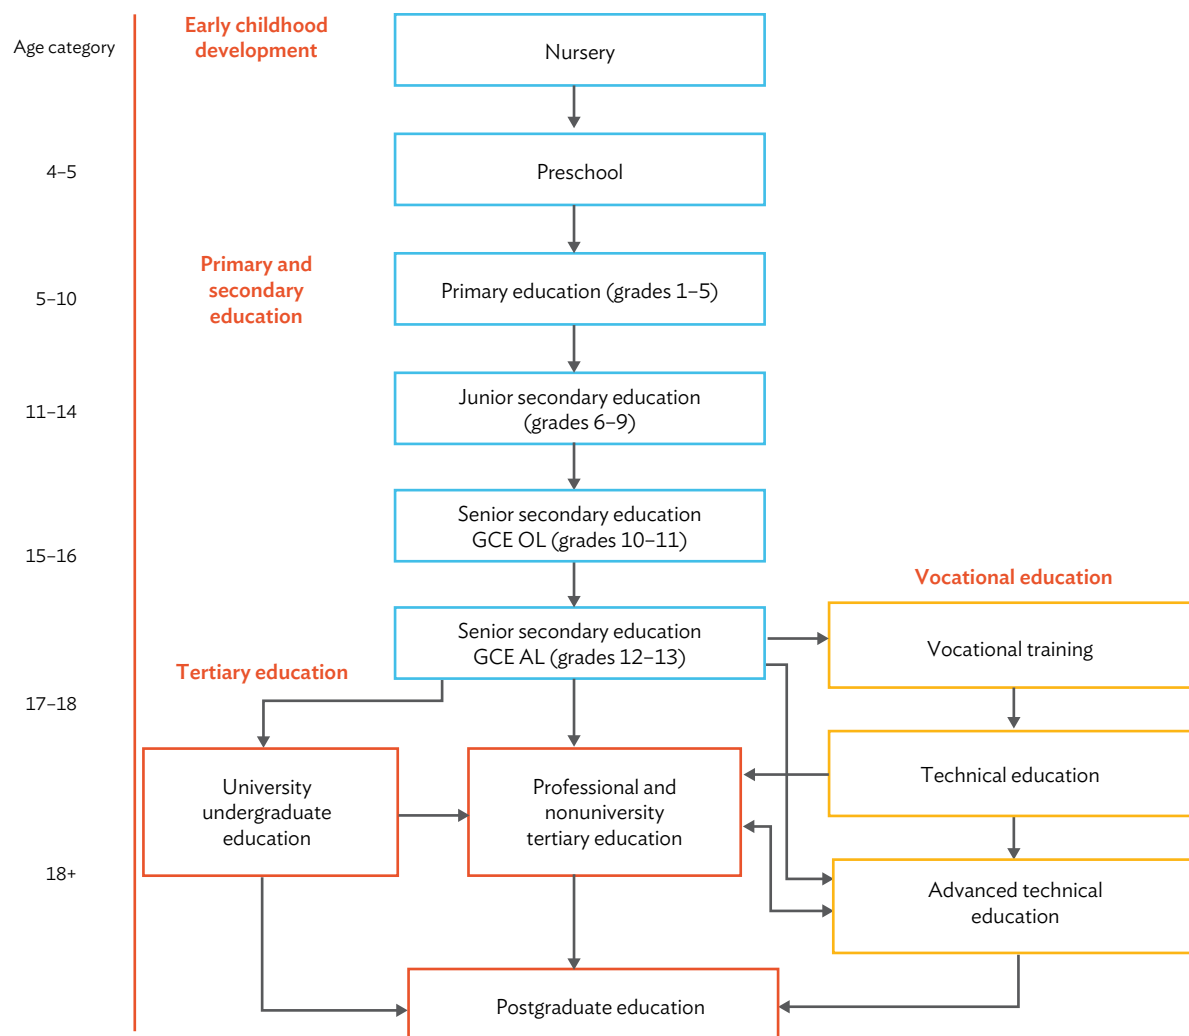 Age category
Early childhood
development
Nursery
4–5
Preschool
Primary and
secondary
education
5–10
Primary education (grades 1–5)
11–14
Junior secondary education
(grades 6–9)
15–16
Senior secondary education
GCE OL (grades 10–11)
Vocational education
Senior secondary education
GCE AL (grades 12–13)
Vocational training
Tertiary education
17–18
University
undergraduate
education
Professional and
nonuniversity
tertiary education
Technical education
18+
Advanced technical
education
Postgraduate education